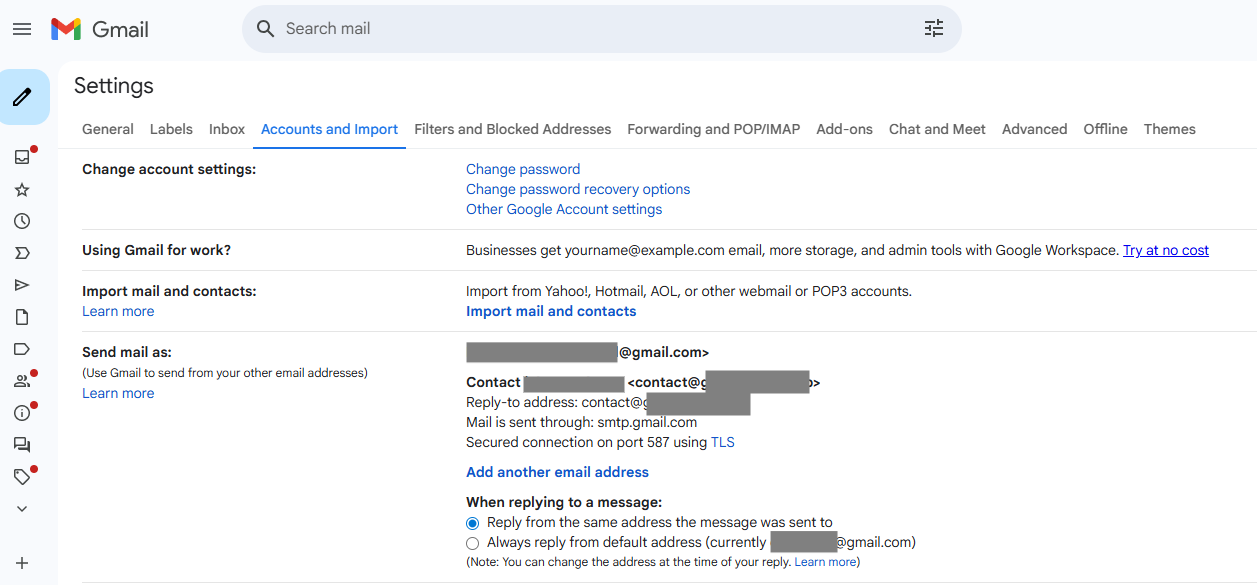 Gmail
Search mail
Settings
General Labels Inbox Accounts and Import Filters and Blocked Addresses Forwarding and POP/IMAP Add-ons Chat and Meet Advanced Offline Themes
Change account settings:
Change password
Change password recovery options
Other Google Account settings
Using Gmail for work?
Businesses get yourname@example.com email, more storage, and admin tools with Google Workspace. Try at no cost
Import mail and contacts:
Learn more
Import from Yahoo!, Hotmail, AOL, or other webmail or POP3 accounts.
Import mail and contacts
Send mail as:
(Use Gmail to send from your other email addresses)
Learn more
@gmail.com>
Contact <contact@g >
Reply-to address: contact@g
Mail is sent through: smtp.gmail.com
Secured connection on port 587 using TLS
Add another email address
When replying to a message:
Reply from the same address the message was sent to
Always reply from default address (currently @gmail.com)
(Note: You can change the address at the time of your reply. Learn more)